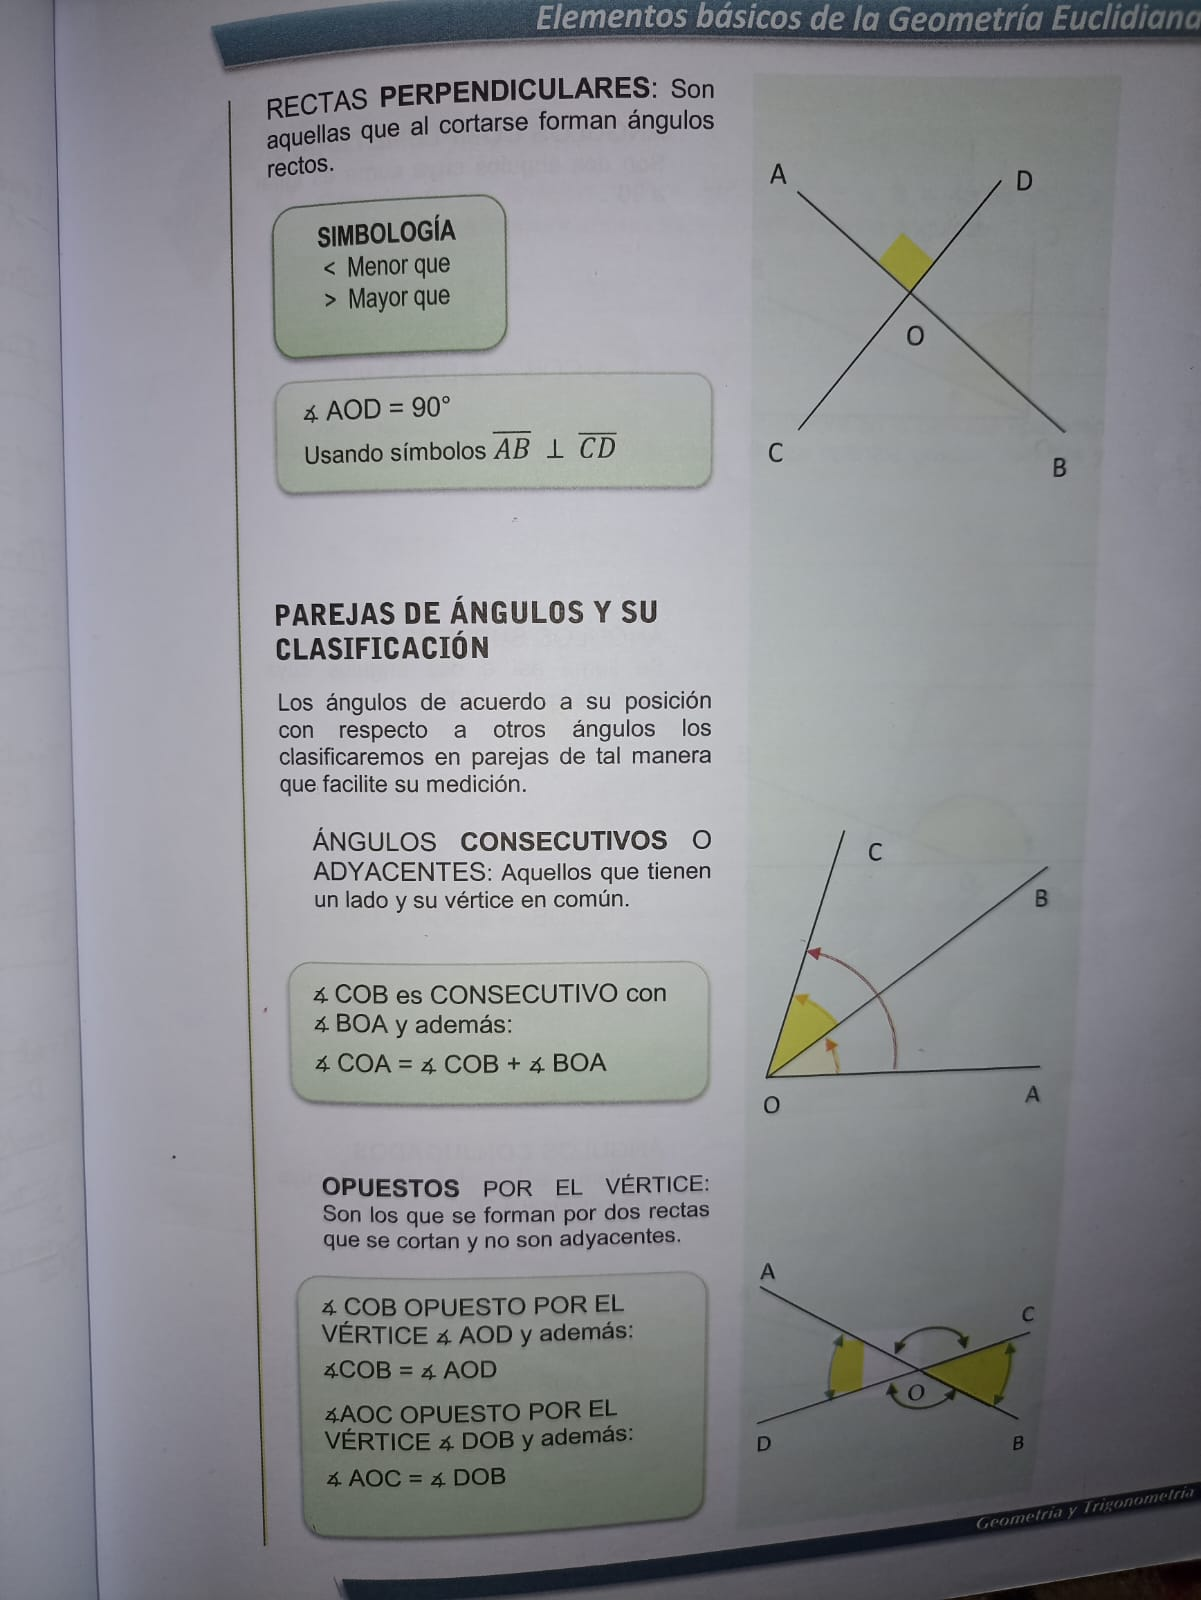 Elementos básicos de la Geometría Euclidiana
RECTAS PERPENDICULARES: Son
aquellas que al cortarse forman ángulos
rectos.
SIMBOLOGÍA
< Menor que
> Mayor que
∡ AOD = 90°
Usando símbolos AB ⊥ CD
A
D
O
C
B
PAREJAS DE ÁNGULOS Y SU
CLASIFICACIÓN
Los ángulos de acuerdo a su posición
con respecto a otros ángulos los
clasificaremos en parejas de tal manera
que facilite su medición.
ÁNGULOS CONSECUTIVOS O
ADYACENTES: Aquellos que tienen
un lado y su vértice en común.
∡ COB es CONSECUTIVO con
∡ BOA y además:
∡ COA = ∡ COB + ∡ BOA
C
B
O
A
OPUESTOS POR EL VÉRTICE:
Son los que se forman por dos rectas
que se cortan y no son adyacentes.
∡ COB OPUESTO POR EL
VÉRTICE ∡ AOD y además:
∡COB = ∡ AOD
∡AOC OPUESTO POR EL
VÉRTICE ∡ DOB y además:
∡ AOC = ∡ DOB
A
C
O
D
B
Geometría y Trigonometría